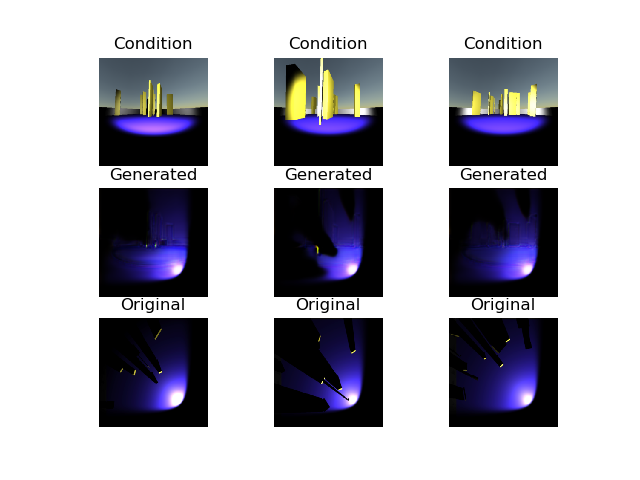 Condition Condition Condition
Generated Generated Generated
Original Original Original